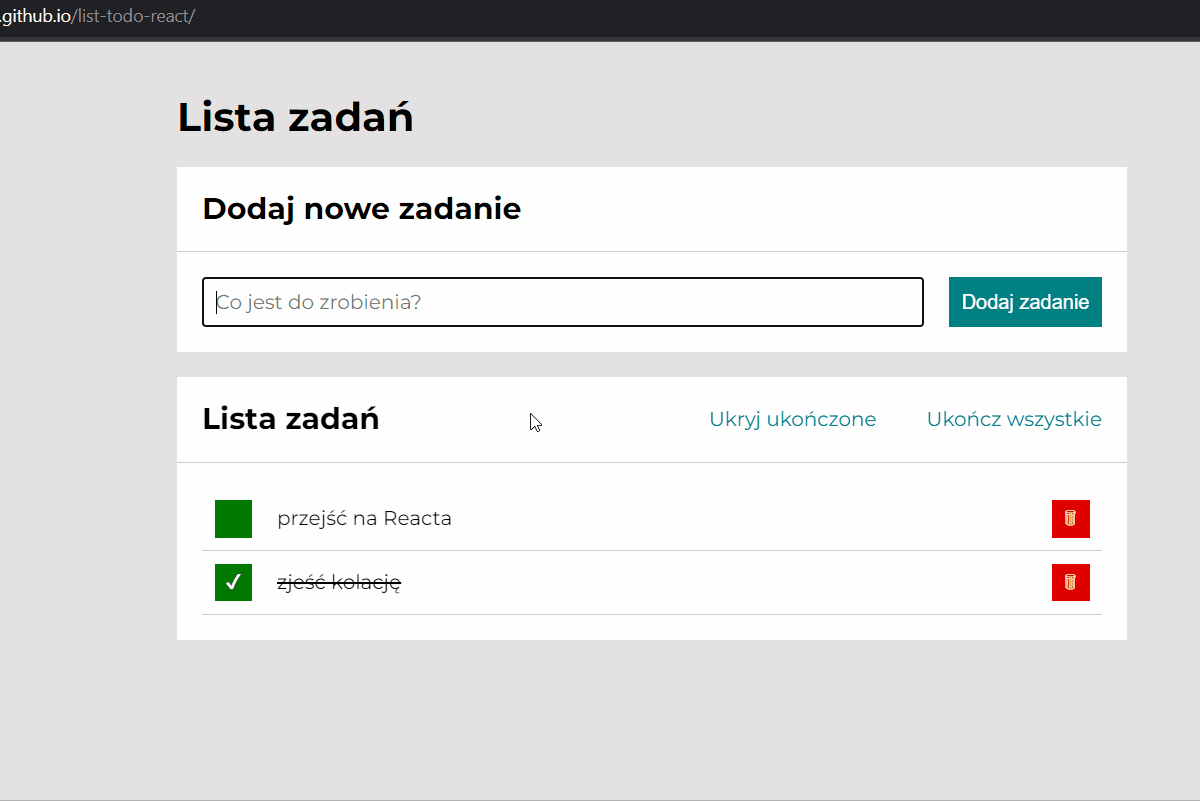 .github.io/list-todo-react/
Lista zadań
Dodaj nowe zadanie
Co jest do zrobienia?
Dodaj zadanie
Lista zadań
Ukryj ukończone
Ukończ wszystkie
przejść na Reacta
zjeść kolację